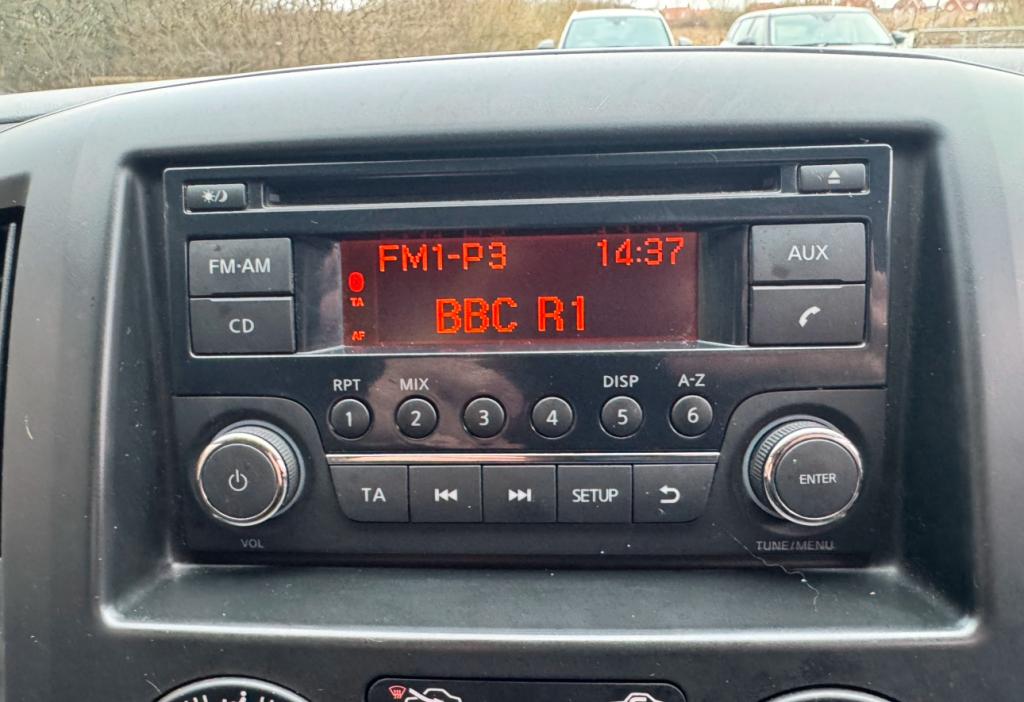 FM·AM
CD
FM1-P3 14:37
TA
BBC R1
AF
AUX
RPT MIX DISP A-Z
1 2 3 4 5 6
TA SETUP
ENTER
VOL
TUNE/MENU